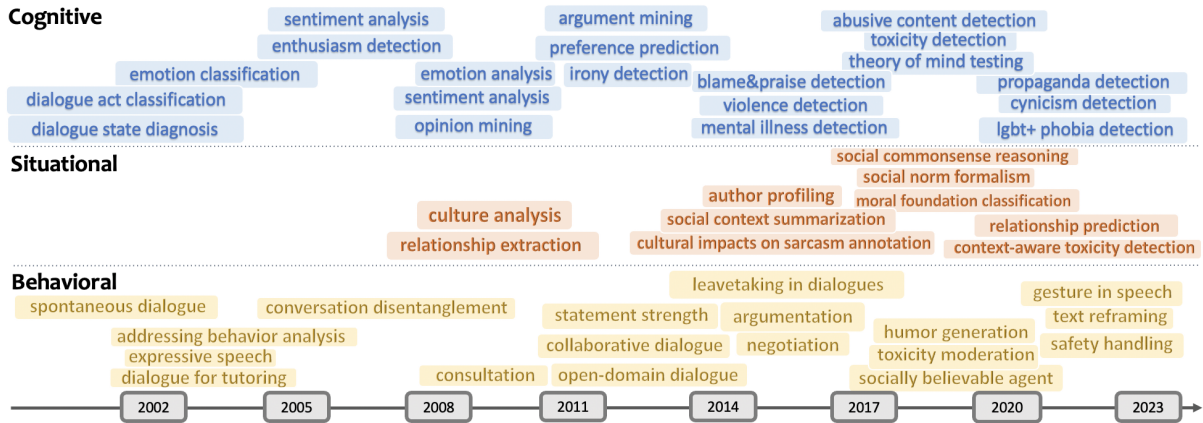 Cognitive
sentiment analysis
argument mining
abusive content detection
enthusiasm detection
preference prediction
toxicity detection
theory of mind testing
emotion classification
emotion analysis
irony detection
blame&praise detection
propaganda detection
dialogue act classification
sentiment analysis
violence detection
cynicism detection
dialogue state diagnosis
opinion mining
mental illness detection
lgbt+ phobia detection
Situational
social commonsense reasoning
social norm formalism
author profiling
moral foundation classification
culture analysis
social context summarization
relationship prediction
relationship extraction
cultural impacts on sarcasm annotation
context-aware toxicity detection
Behavioral
leavetaking in dialogues
gesture in speech
spontaneous dialogue
conversation disentanglement
statement strength
argumentation
text reframing
addressing behavior analysis
humor generation
collaborative dialogue
negotiation
safety handling
expressive speech
toxicity moderation
dialogue for tutoring
consultation
open-domain dialogue
socially believable agent
2002
2005
2008
2011
2014
2017
2020
2023